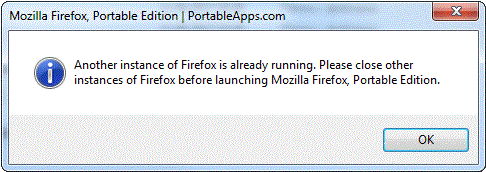 Mozilla Firefox, Portable Edition | PortableApps.com
Another instance of Firefox is already running. Please close other
instances of Firefox before launching Mozilla Firefox, Portable Edition.
OK